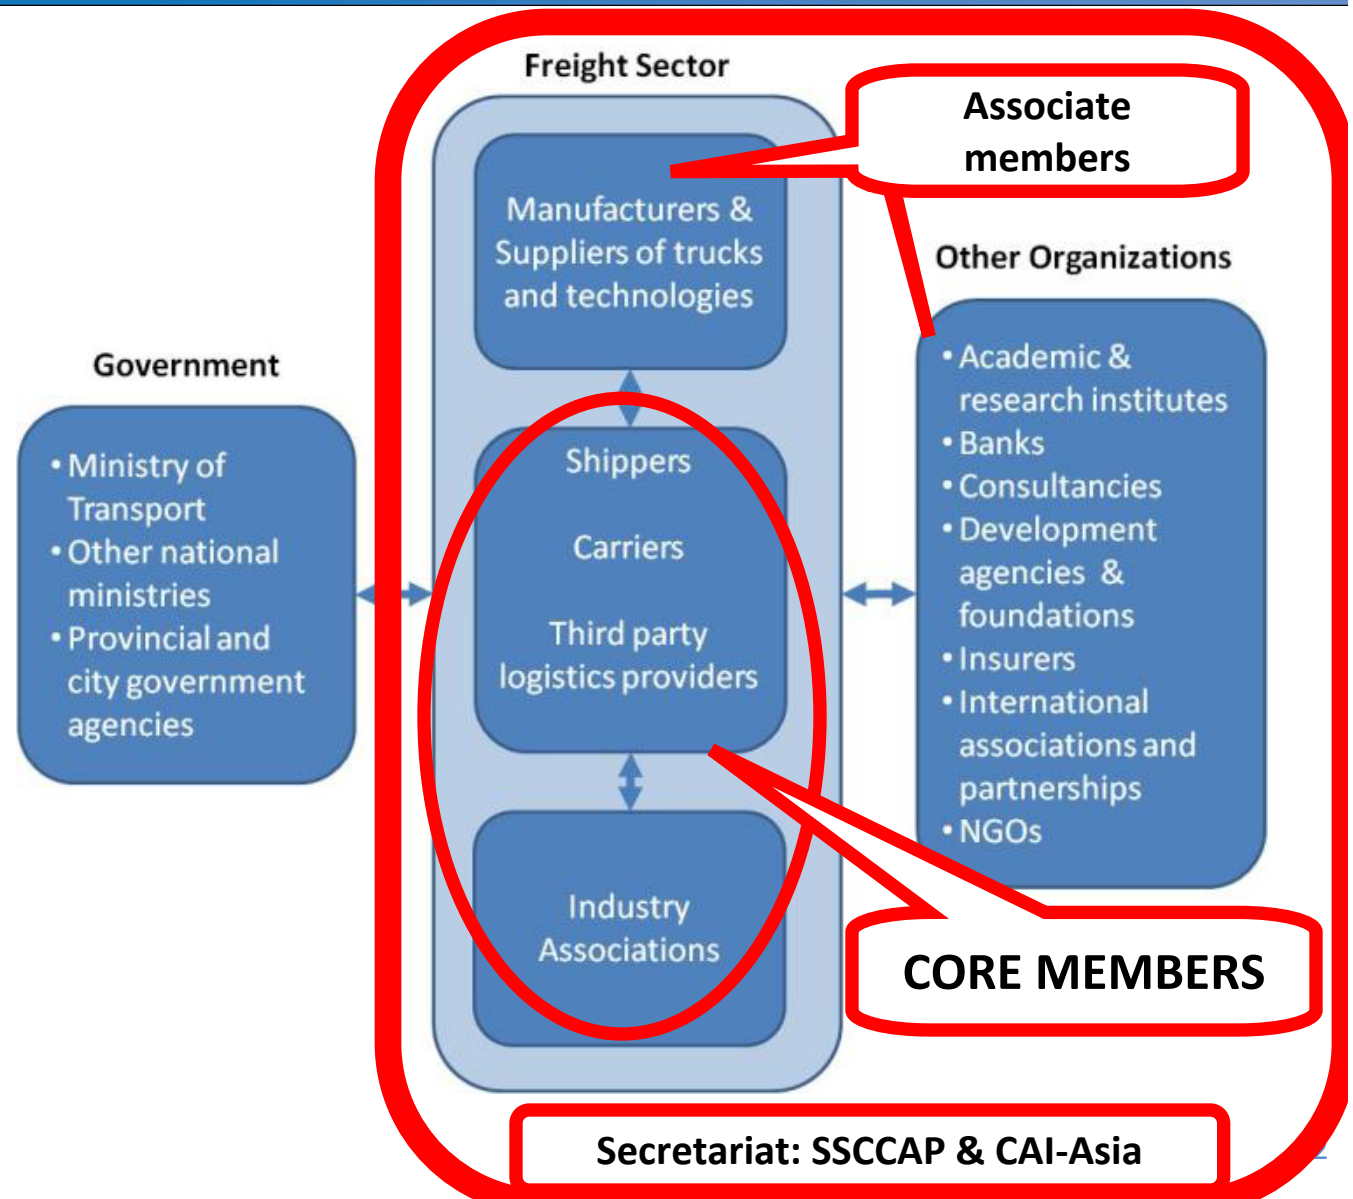 Freight Sector
Associate
members
Manufacturers &
Suppliers of trucks
and technologies
Other Organizations
• Academic &
research institutes
• Banks
• Consultancies
• Development
agencies &
foundations
• Insurers
• International
associations and
partnerships
• NGOs
Government
• Ministry of
Transport
• Other national
ministries
• Provincial and
city government
agencies
Shippers
Carriers
Third party
logistics providers
Industry
Associations
CORE MEMBERS
Secretariat: SSCCAP & CAI-Asia